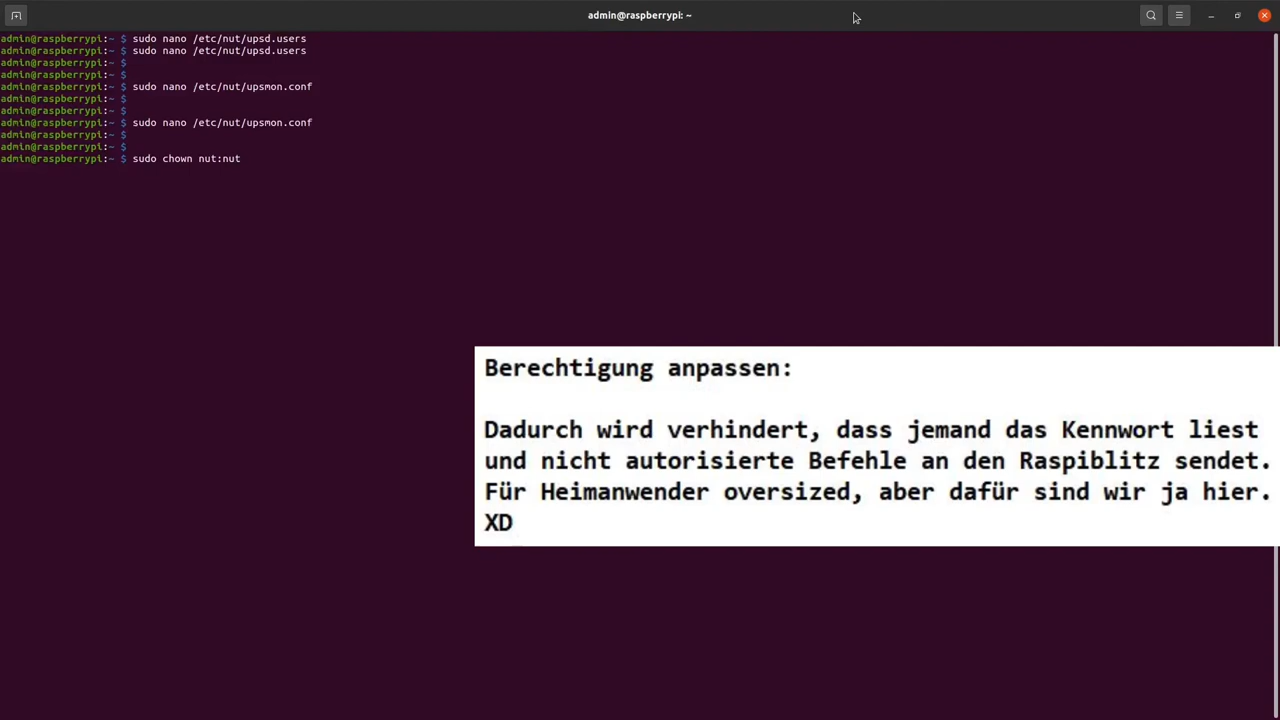 admin@raspberrypi: ~
admin@raspberrypi:~ $ sudo nano /etc/nut/upsd.users
admin@raspberrypi:~ $ sudo nano /etc/nut/upsd.users
admin@raspberrypi:~ $
admin@raspberrypi:~ $
admin@raspberrypi:~ $ sudo nano /etc/nut/upsmon.conf
admin@raspberrypi:~ $
admin@raspberrypi:~ $
admin@raspberrypi:~ $ sudo nano /etc/nut/upsmon.conf
admin@raspberrypi:~ $
admin@raspberrypi:~ $
admin@raspberrypi:~ $ sudo chown nut:nut
Berechtigung anpassen:
Dadurch wird verhindert, dass jemand das Kennwort liest
und nicht autorisierte Befehle an den Raspiblitz sendet.
Für Heimanwender oversized, aber dafür sind wir ja hier.
XD